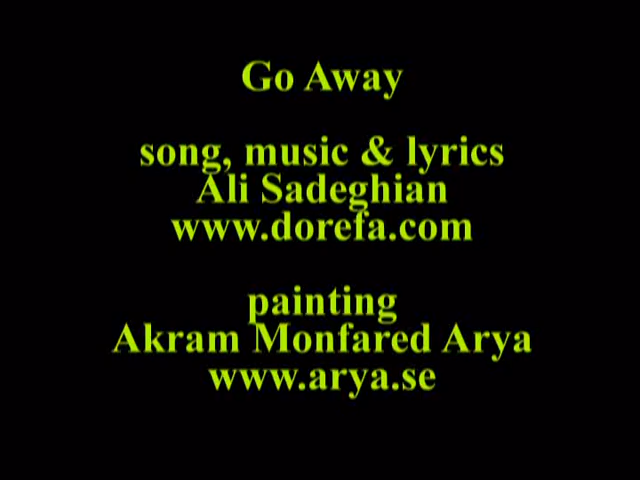 Go Away
song, music & lyrics
Ali Sadeghian
www.dorefa.com
painting
Akram Monfared Arya
www.arya.se